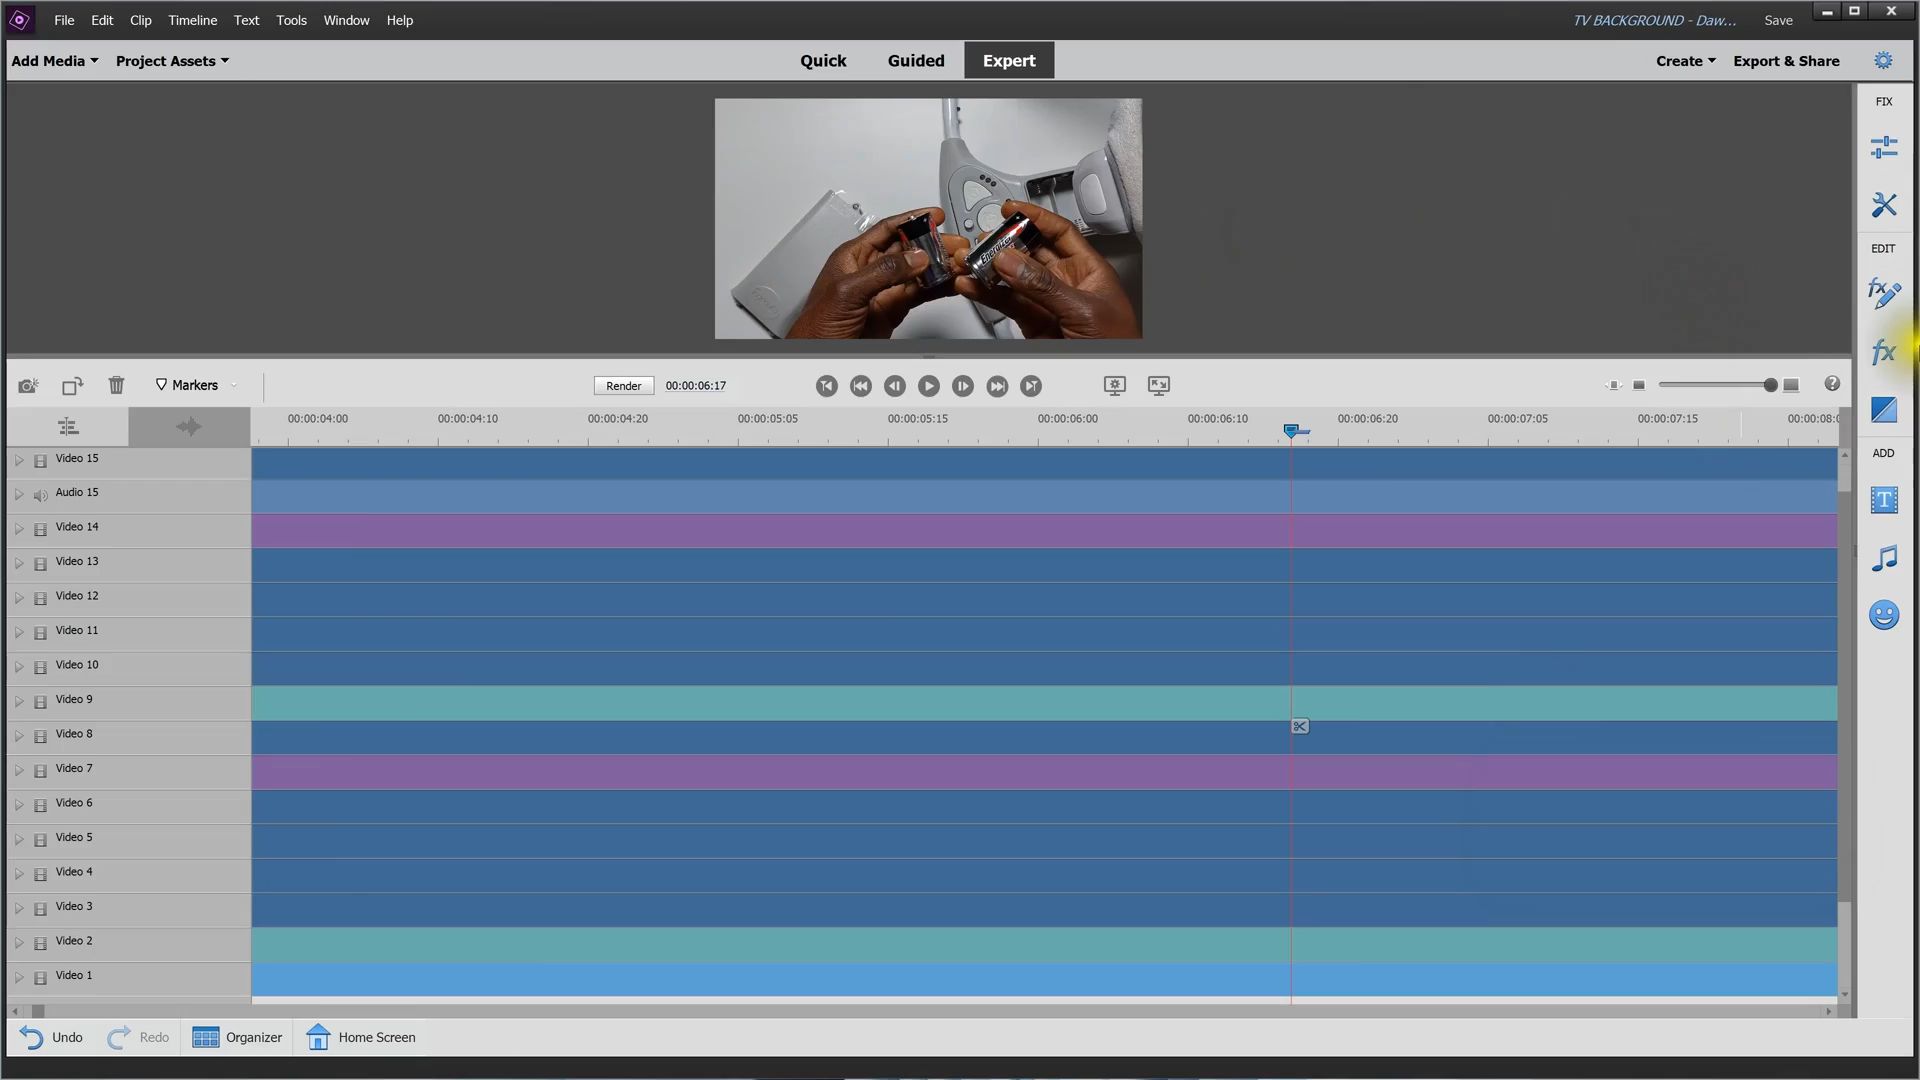 File Edit Clip Timeline Text Tools Window Help
TV BACKGROUND - Daw... Save
Add Media Project Assets
Quick Guided Expert
Create Export & Share
FIX
EDIT
ADD
Energizer
Markers
Render 00:00:06:17
00:00:04:00 00:00:04:10 00:00:04:20 00:00:05:05 00:00:05:15 00:00:06:00 00:00:06:10 00:00:06:20 00:00:07:05 00:00:07:15 00:00:08:0
Video 15
Audio 15
Video 14
Video 13
Video 12
Video 11
Video 10
Video 9
Video 8
Video 7
Video 6
Video 5
Video 4
Video 3
Video 2
Video 1
Undo Redo Organizer Home Screen